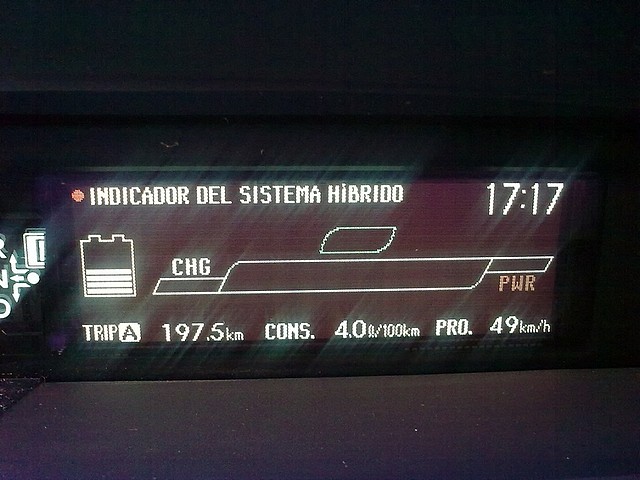 INDICADOR DEL SISTEMA HÍBRIDO 17:17
CHG
PWR
TRIP A 197.5km CONS. 4.0ℓ/100km PRO. 49km/h